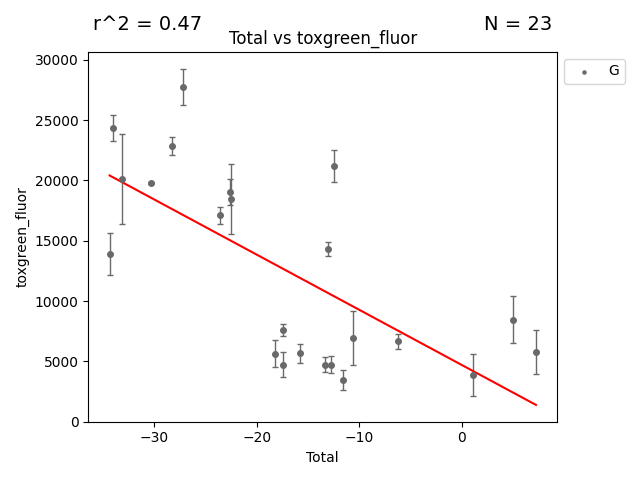 r^2 = 0.47
N = 23
Total vs toxgreen_fluor
G
30000
25000
20000
15000
10000
5000
0
toxgreen_fluor
−30
−20
−10
0
Total